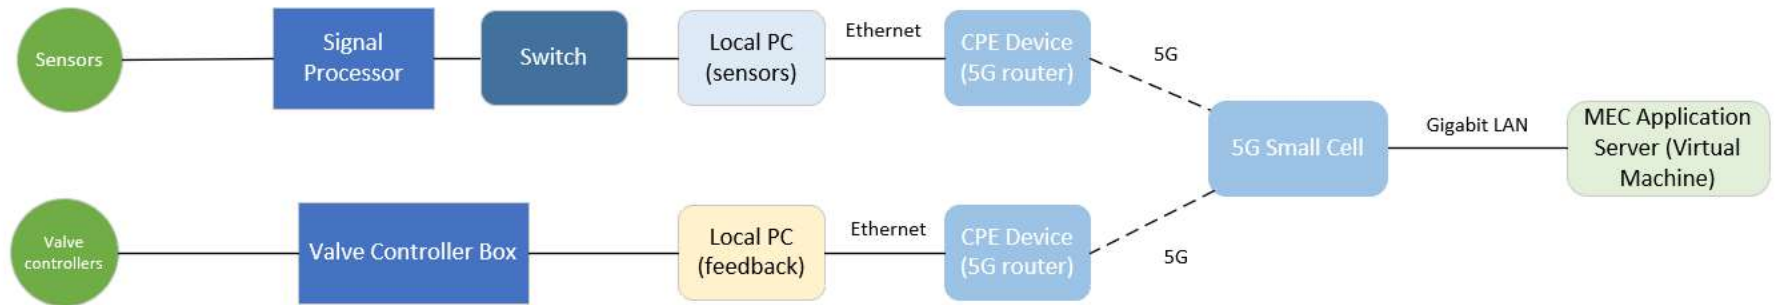 Sensors
Signal
Processor
Switch
Local PC
(sensors)
Ethernet
CPE Device
(5G router)
5G
5G Small Cell
Gigabit LAN
MEC Application
Server (Virtual
Machine)
Valve
controllers
Valve Controller Box
Local PC
(feedback)
Ethernet
CPE Device
(5G router)
5G